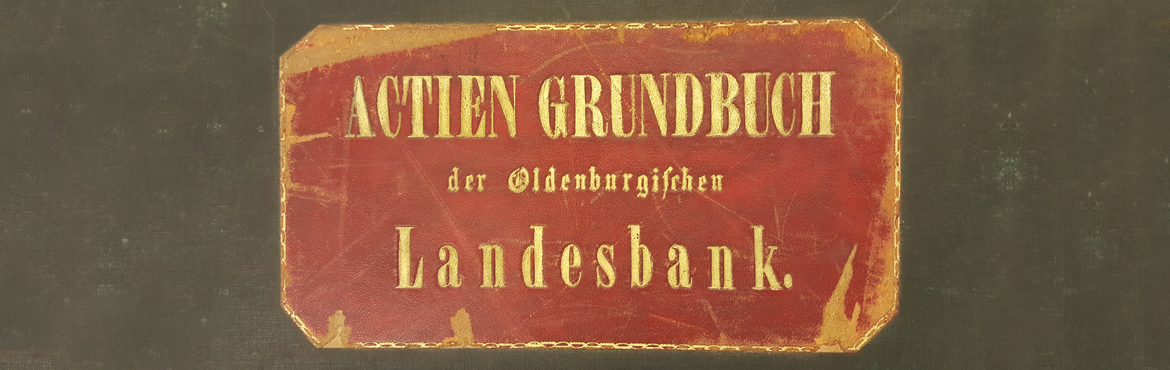 ACTIEN GRUNDBUCH
der Oldenburgiſchen
Landesbank.